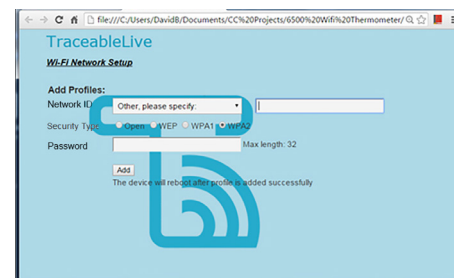 file:///C:/Users/DavidB/Documents/CC%20Projects/6500%20Wifi%20Thermometer/
TraceableLive
Wi-Fi Network Setup
Add Profiles:
Network ID Other, please specify:
Security Type Open WEP WPA1 WPA2
Password Max length: 32
Add
The device will reboot after profile is added successfully